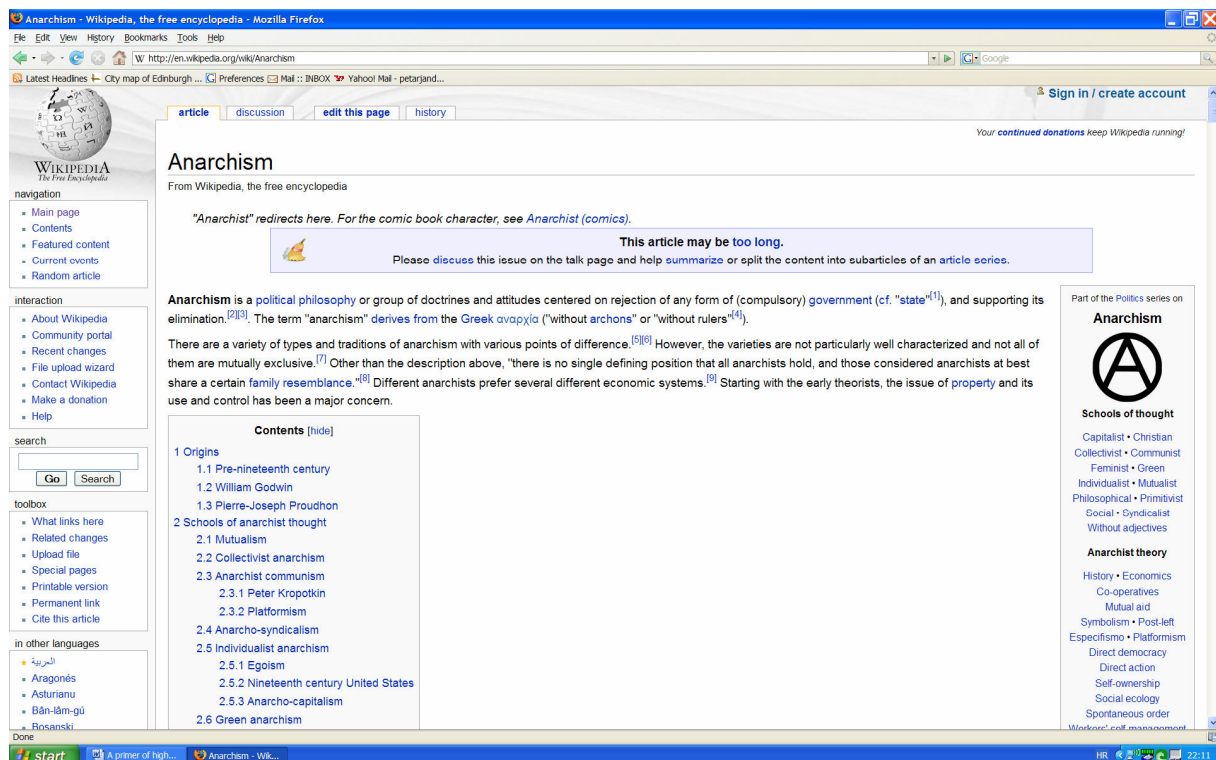 Anarchism - Wikipedia, the free encyclopedia - Mozilla Firefox
File Edit View History Bookmarks Tools Help
W http://en.wikipedia.org/wiki/Anarchism
G Google
Latest Headlines City map of Edinburgh ... G Preferences Mail :: INBOX Yahoo! Mail - petarjand...
Sign in / create account
article discussion edit this page history
Your continued donations keep Wikipedia running!
WIKIPEDIA
The Free Encyclopedia
navigation
Main page
Contents
Featured content
Current events
Random article
interaction
About Wikipedia
Community portal
Recent changes
File upload wizard
Contact Wikipedia
Make a donation
Help
search
Go Search
toolbox
What links here
Related changes
Upload file
Special pages
Printable version
Permanent link
Cite this article
in other languages
العربية
Aragonés
Asturianu
Bân-lâm-gú
Bosanski
Anarchism
From Wikipedia, the free encyclopedia
"Anarchist" redirects here. For the comic book character, see Anarchist (comics).
This article may be too long.
Please discuss this issue on the talk page and help summarize or split the content into subarticles of an article series.
Anarchism is a political philosophy or group of doctrines and attitudes centered on rejection of any form of (compulsory) government (cf. "state"[1]), and supporting its
elimination.[2][3]. The term "anarchism" derives from the Greek αναρχία ("without archons" or "without rulers"[4]).
There are a variety of types and traditions of anarchism with various points of difference.[5][6] However, the varieties are not particularly well characterized and not all of
them are mutually exclusive.[7] Other than the description above, "there is no single defining position that all anarchists hold, and those considered anarchists at best
share a certain family resemblance."[8] Different anarchists prefer several different economic systems.[9] Starting with the early theorists, the issue of property and its
use and control has been a major concern.
Contents [hide]
1 Origins
1.1 Pre-nineteenth century
1.2 William Godwin
1.3 Pierre-Joseph Proudhon
2 Schools of anarchist thought
2.1 Mutualism
2.2 Collectivist anarchism
2.3 Anarchist communism
2.3.1 Peter Kropotkin
2.3.2 Platformism
2.4 Anarcho-syndicalism
2.5 Individualist anarchism
2.5.1 Egoism
2.5.2 Nineteenth century United States
2.5.3 Anarcho-capitalism
2.6 Green anarchism
Part of the Politics series on
Anarchism
Schools of thought
Capitalist • Christian
Collectivist • Communist
Feminist • Green
Individualist • Mutualist
Philosophical • Primitivist
Social • Syndicalist
Without adjectives
Anarchist theory
History • Economics
Co-operatives
Mutual aid
Symbolism • Post-left
Especifismo • Platformism
Direct democracy
Direct action
Self-ownership
Social ecology
Spontaneous order
Workers' self management
Done
start A primer of high... Anarchism - Wik... HR 22:11